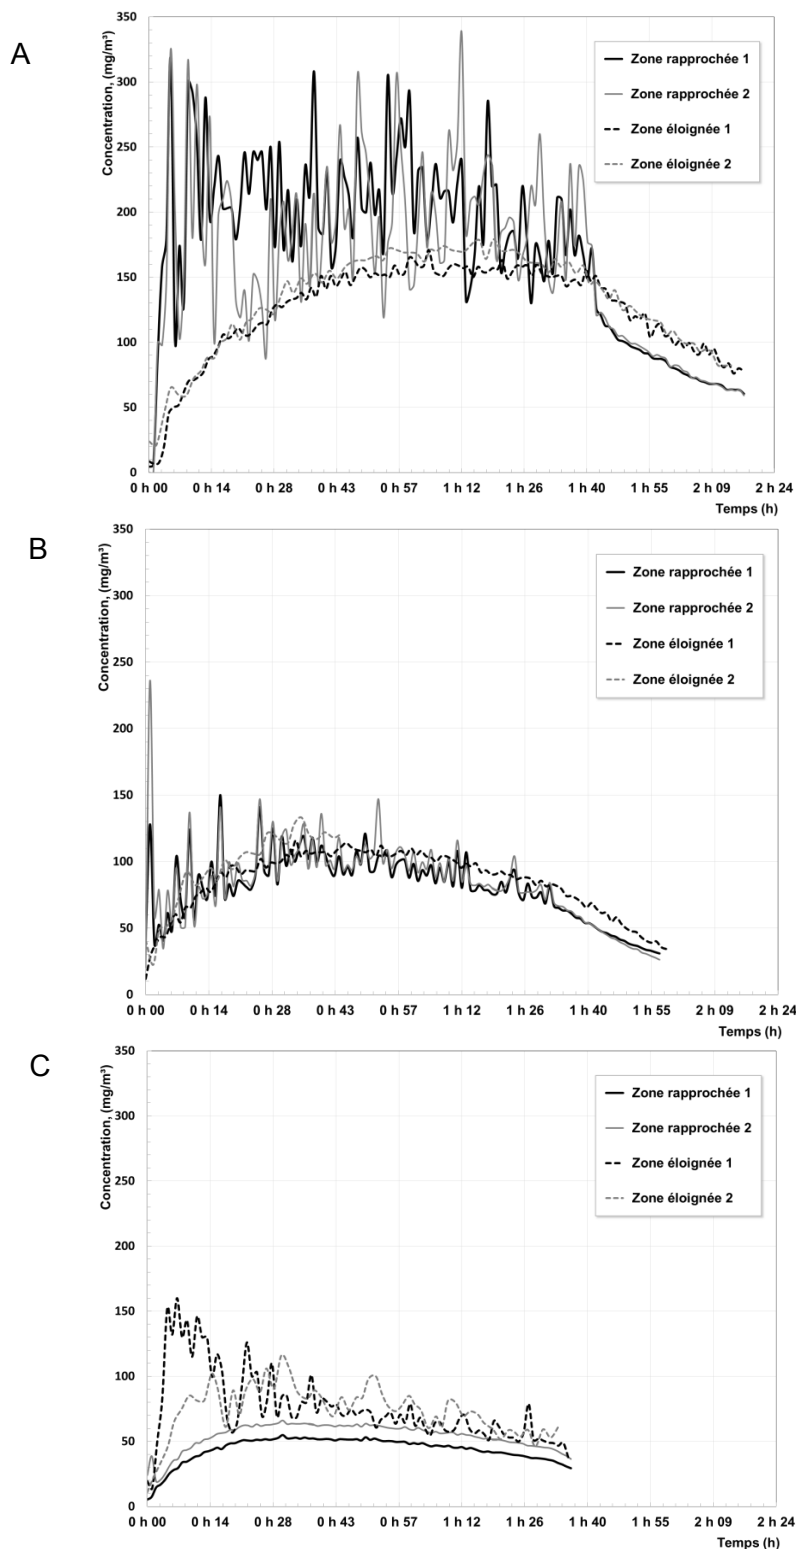 A
Concentration, (mg/m³)
350
300
250
200
150
100
50
0
Zone rapprochée 1
Zone rapprochée 2
Zone éloignée 1
Zone éloignée 2
0 h 00 0 h 14 0 h 28 0 h 43 0 h 57 1 h 12 1 h 26 1 h 40 1 h 55 2 h 09 2 h 24
Temps (h)
B
Concentration, (mg/m³)
350
300
250
200
150
100
50
0
Zone rapprochée 1
Zone rapprochée 2
Zone éloignée 1
Zone éloignée 2
0 h 00 0 h 14 0 h 28 0 h 43 0 h 57 1 h 12 1 h 26 1 h 40 1 h 55 2 h 09 2 h 24
Temps (h)
C
Concentration, (mg/m³)
350
300
250
200
150
100
50
0
Zone rapprochée 1
Zone rapprochée 2
Zone éloignée 1
Zone éloignée 2
0 h 00 0 h 14 0 h 28 0 h 43 0 h 57 1 h 12 1 h 26 1 h 40 1 h 55 2 h 09 2 h 24
Temps (h)